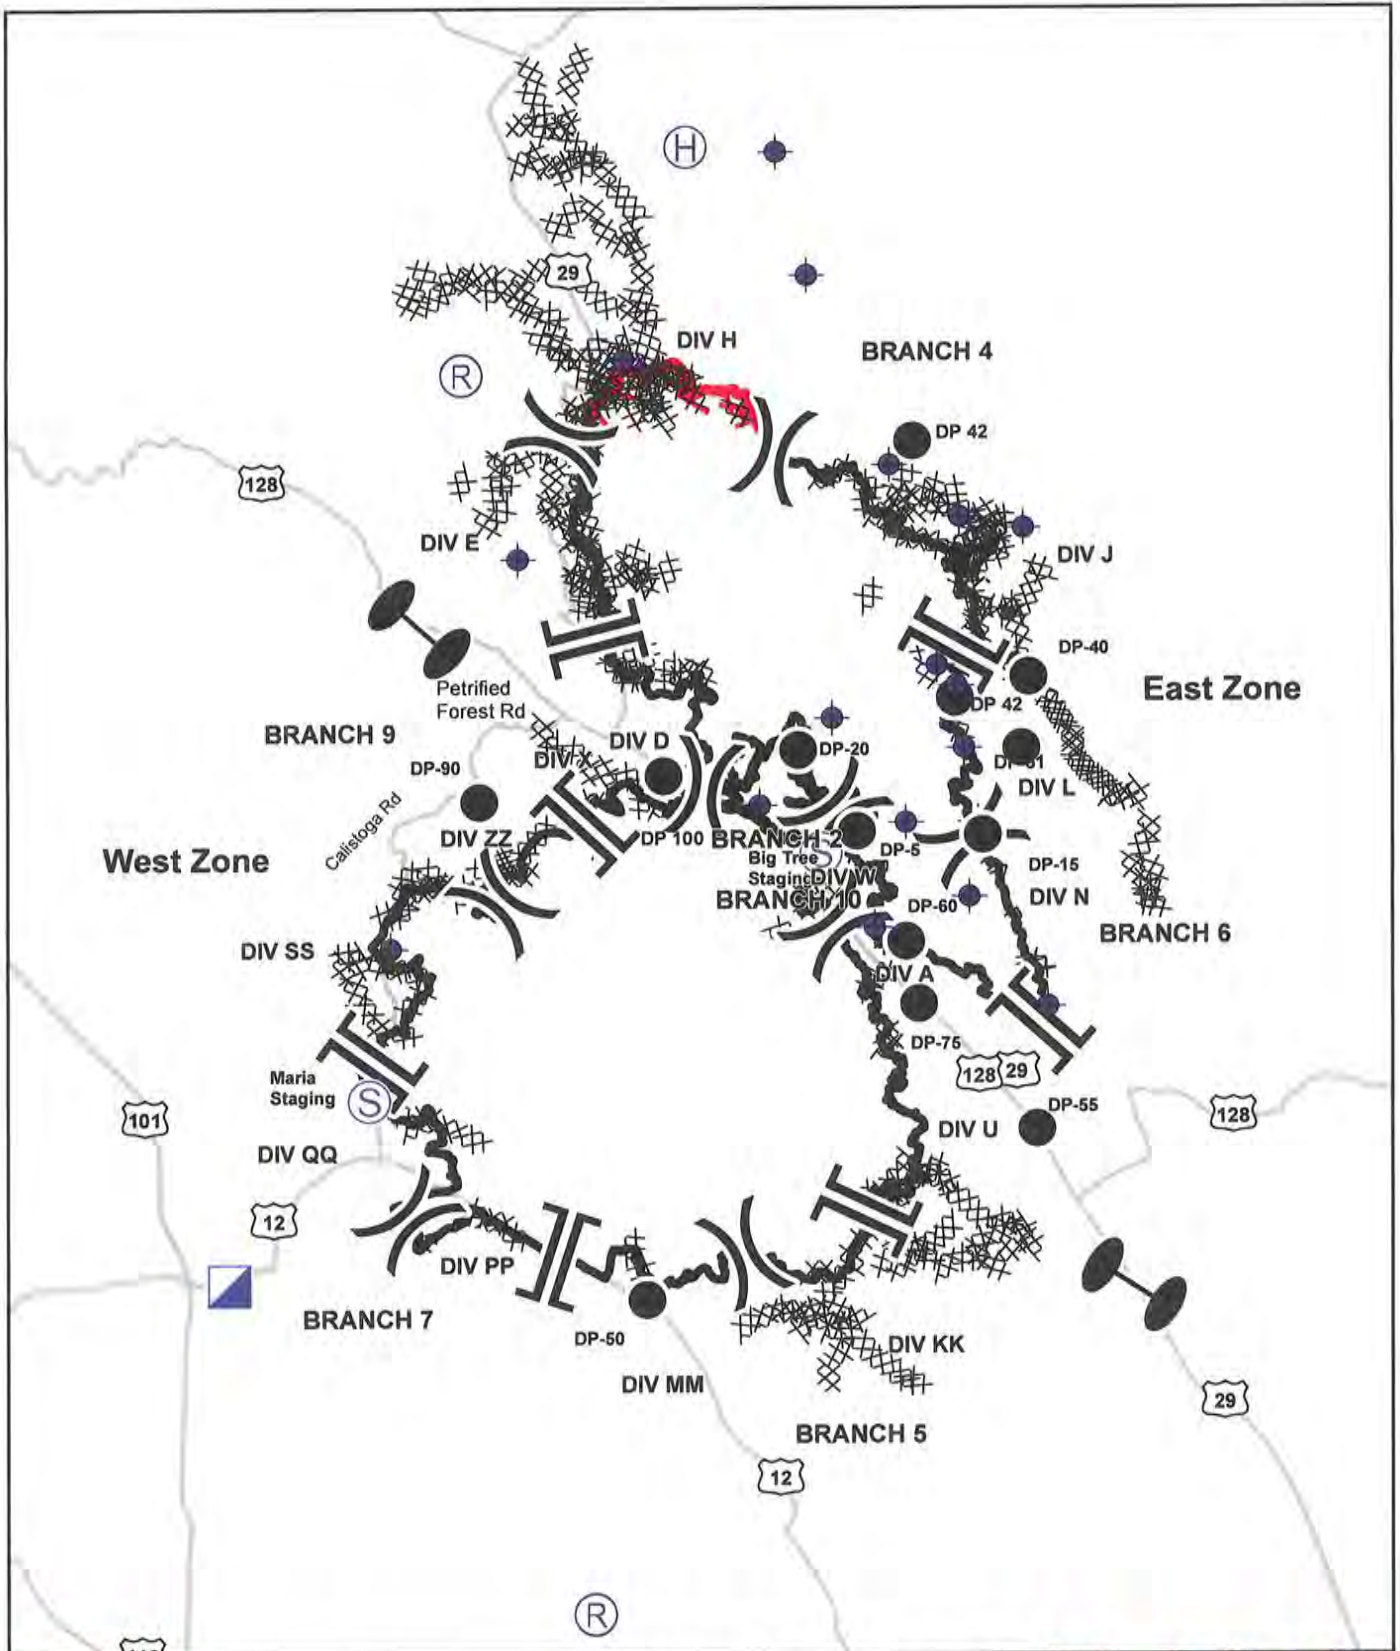 H
29
DIV H
BRANCH 4
R
DP 42
128
DIV E
DIV J
DP-40
East Zone
Petrified
Forest Rd
DP 42
BRANCH 9
DIV D
DP-20
DIV X
DP-90
DIV L
Calistoga Rd
DIV ZZ
DP 100
BRANCH 2
DP-5
West Zone
Big Tree
Staging
S
DP-15
DIV W
BRANCH 10
DP-60
DIV N
BRANCH 6
DIV SS
DIV A
DP-75
128
29
Maria
Staging
S
101
DP-55
128
DIV U
DIV QQ
12
DIV PP
BRANCH 7
DP-50
DIV KK
DIV MM
29
BRANCH 5
12
R